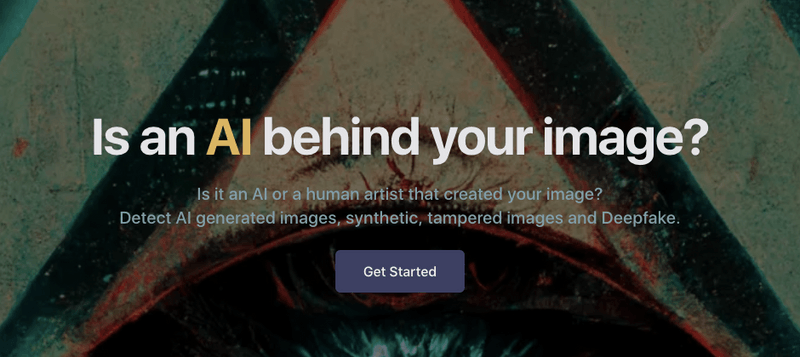 Is an AI behind your image?
Is it an AI or a human artist that created your image?
Detect AI generated images, synthetic, tampered images and Deepfake.
Get Started